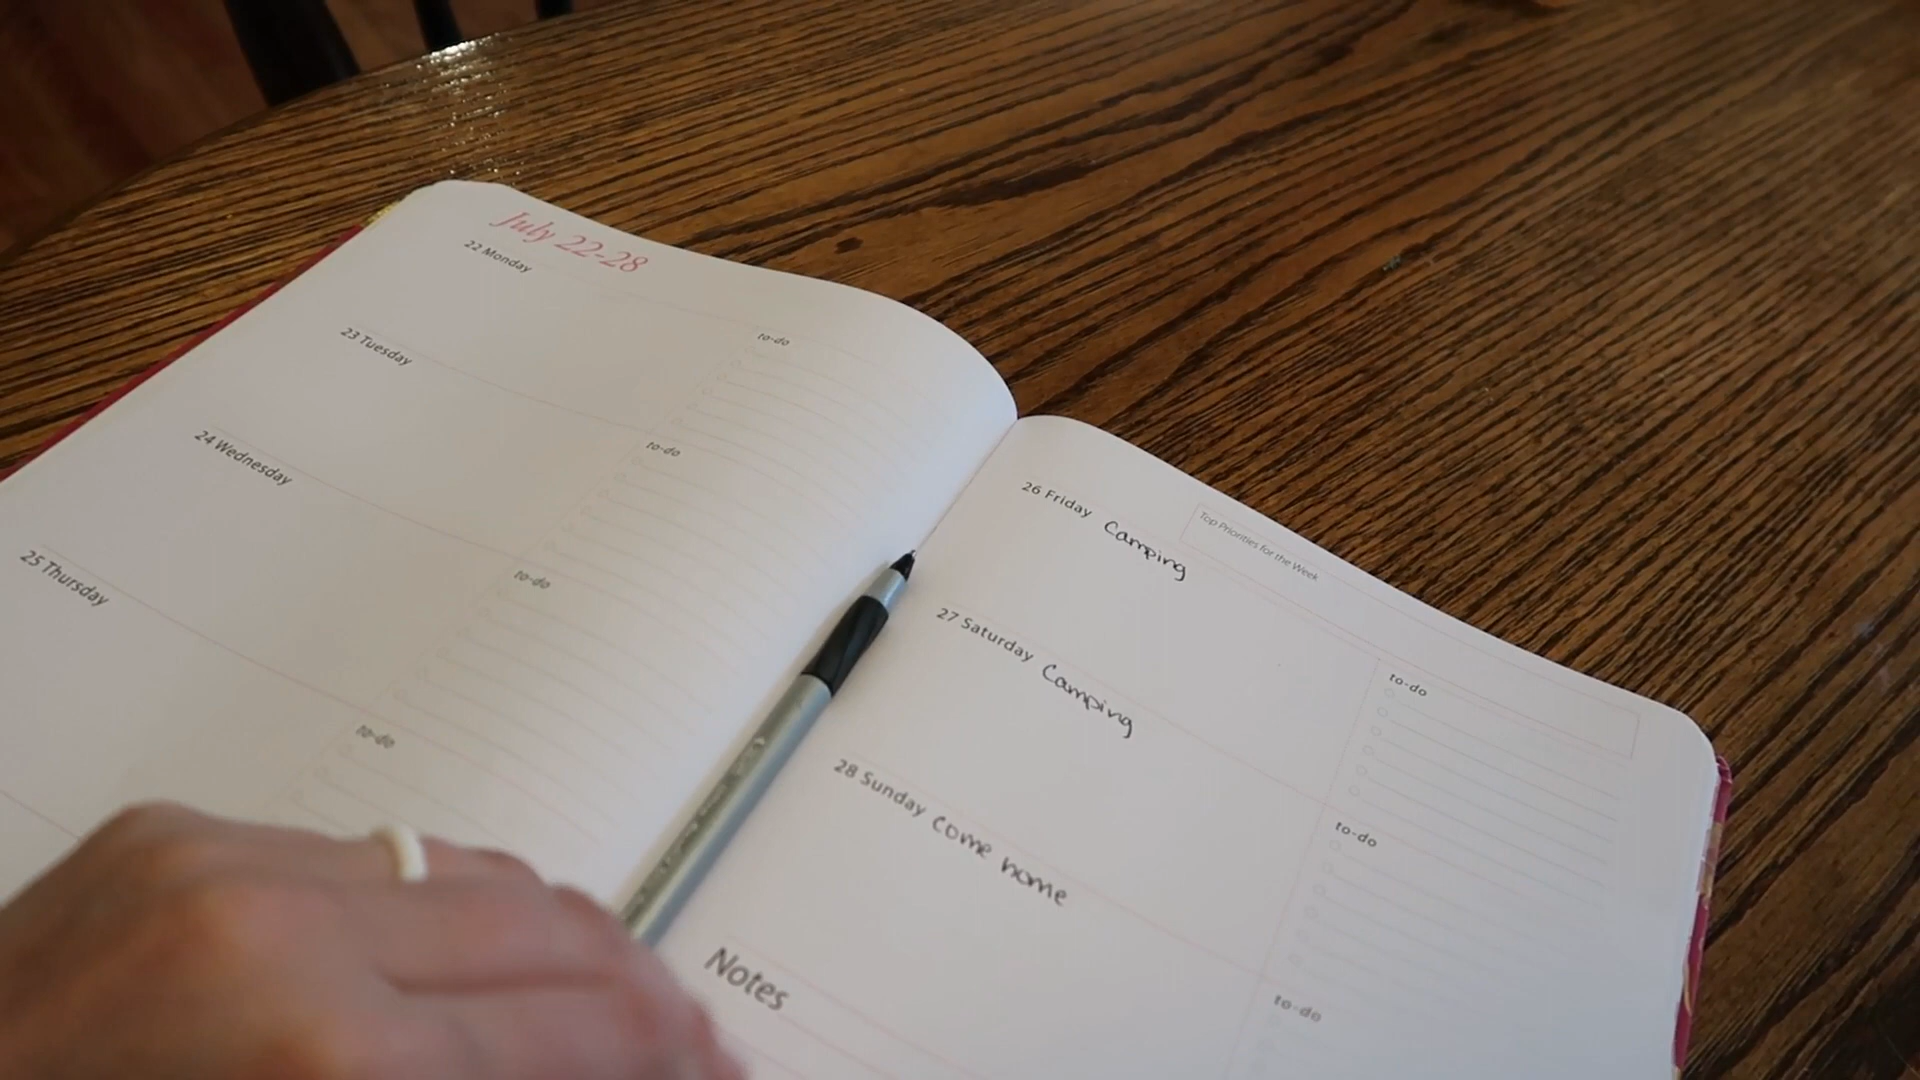 July 22-28
22 Monday
to-do
23 Tuesday
to-do
24 Wednesday
to-do
25 Thursday
to-do
Top Priorities for the Week
26 Friday Camping
to-do
27 Saturday Camping
to-do
28 Sunday Come home
to-do
Notes